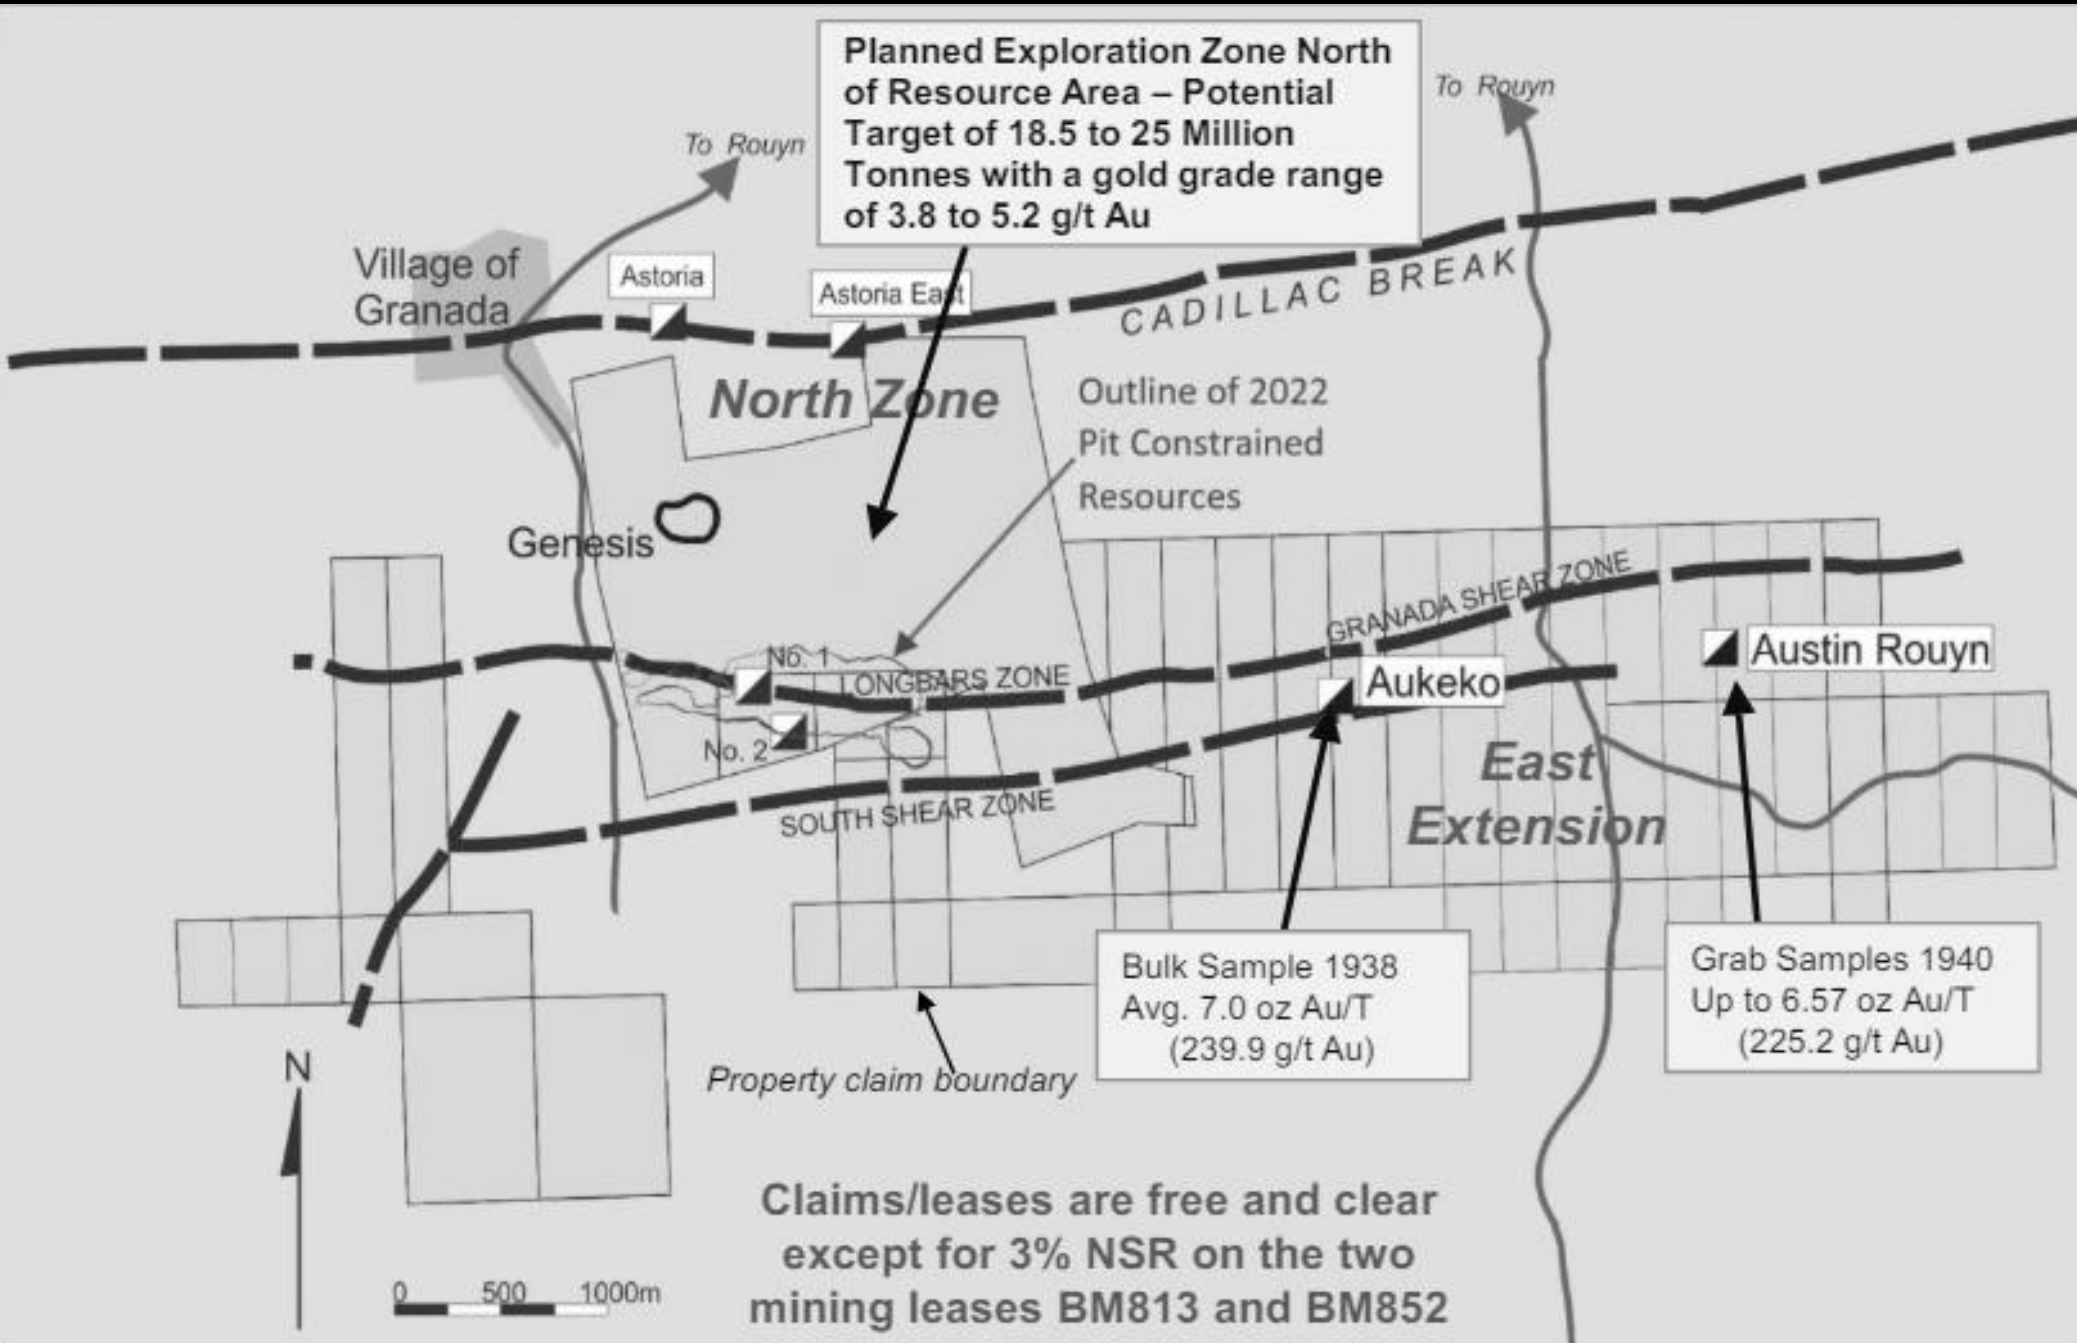 Planned Exploration Zone North
of Resource Area – Potential
Target of 18.5 to 25 Million
Tonnes with a gold grade range
of 3.8 to 5.2 g/t Au
To Rouyn
To Rouyn
Village of
Granada
Astoria
Astoria East
CADILLAC BREAK
North Zone
Outline of 2022
Pit Constrained
Resources
Genesis
GRANADA SHEAR ZONE
No. 1
LONGBARS ZONE
Austin Rouyn
Aukeko
No. 2
East
Extension
SOUTH SHEAR ZONE
Bulk Sample 1938
Avg. 7.0 oz Au/T
(239.9 g/t Au)
Grab Samples 1940
Up to 6.57 oz Au/T
(225.2 g/t Au)
Property claim boundary
N
0 500 1000m
Claims/leases are free and clear
except for 3% NSR on the two
mining leases BM813 and BM852